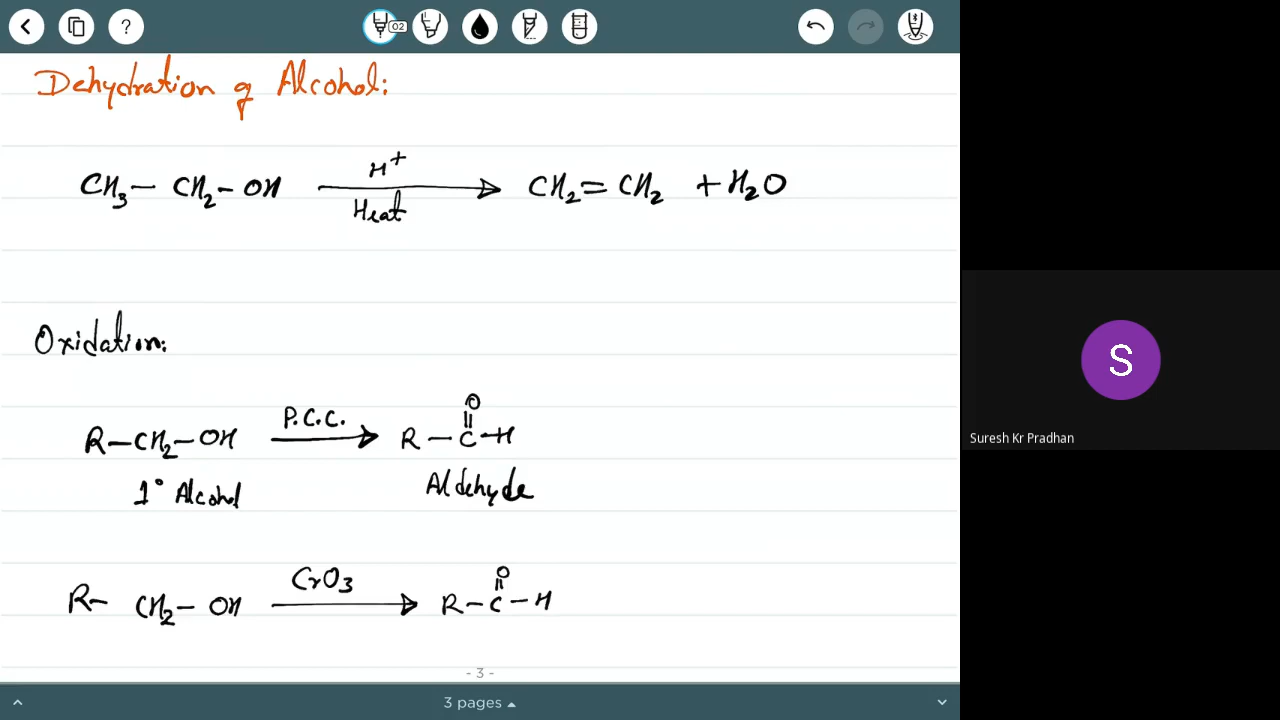 02
Dehydration of Alcohol:
CH₃— CH₂– OH H⁺ Heat → CH₂=CH₂ + H₂O
Oxidation:
R–CH₂–OH P.C.C. → R–C(=O)–H
1° Alcohol Aldehyde
R– CH₂– OH CrO₃ → R–C(=O)–H
- 3 -
3 pages
S
Suresh Kr Pradhan